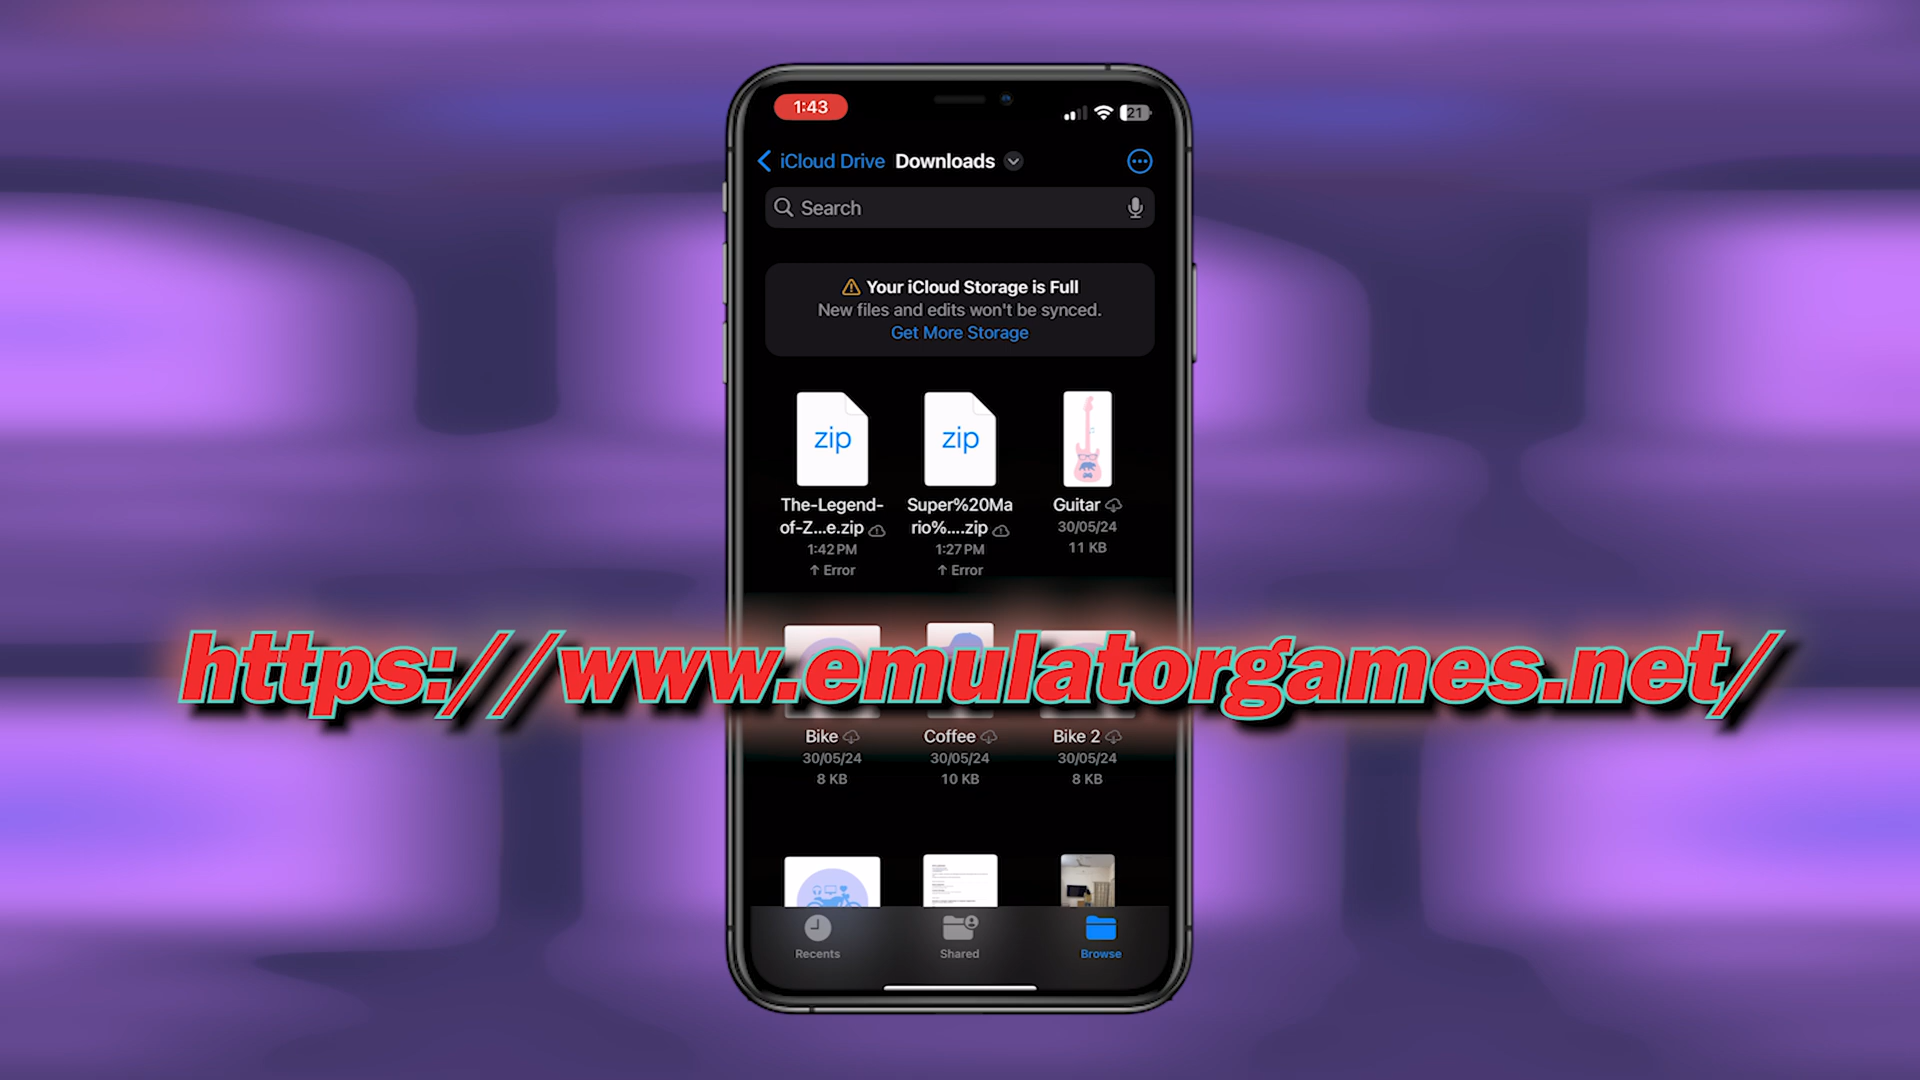 1:43
21
iCloud Drive Downloads
Search
Your iCloud Storage is Full
New files and edits won't be synced.
Get More Storage
zip zip
The-Legend-
of-Z...e.zip
1:42 PM
↑ Error
Super%20Ma
rio%....zip
1:27 PM
↑ Error
Guitar
30/05/24
11 KB
https://www.emulatorgames.net/
Bike
30/05/24
8 KB
Coffee
30/05/24
10 KB
Bike 2
30/05/24
8 KB
Recents Shared Browse